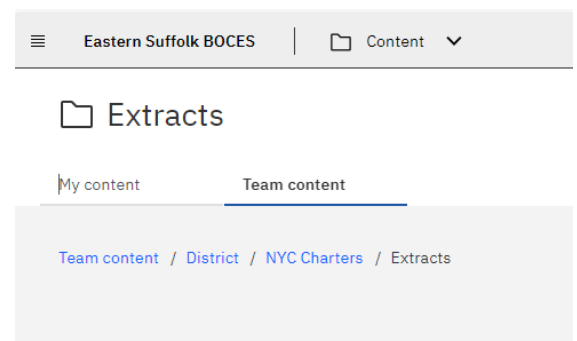 Eastern Suffolk BOCES Content
Extracts
My content Team content
Team content / District / NYC Charters / Extracts